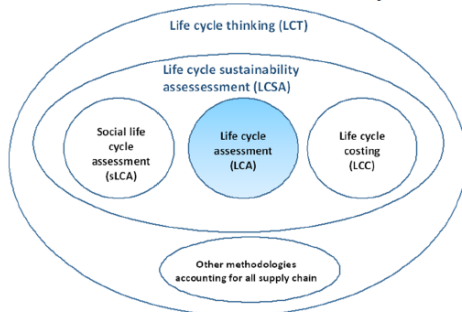 Life cycle thinking (LCT)
Life cycle sustainability
assessessment (LCSA)
Social life
cycle
assessment
(sLCA)
Life cycle
assessment
(LCA)
Life cycle
costing
(LCC)
Other methodologies
accounting for all supply chain